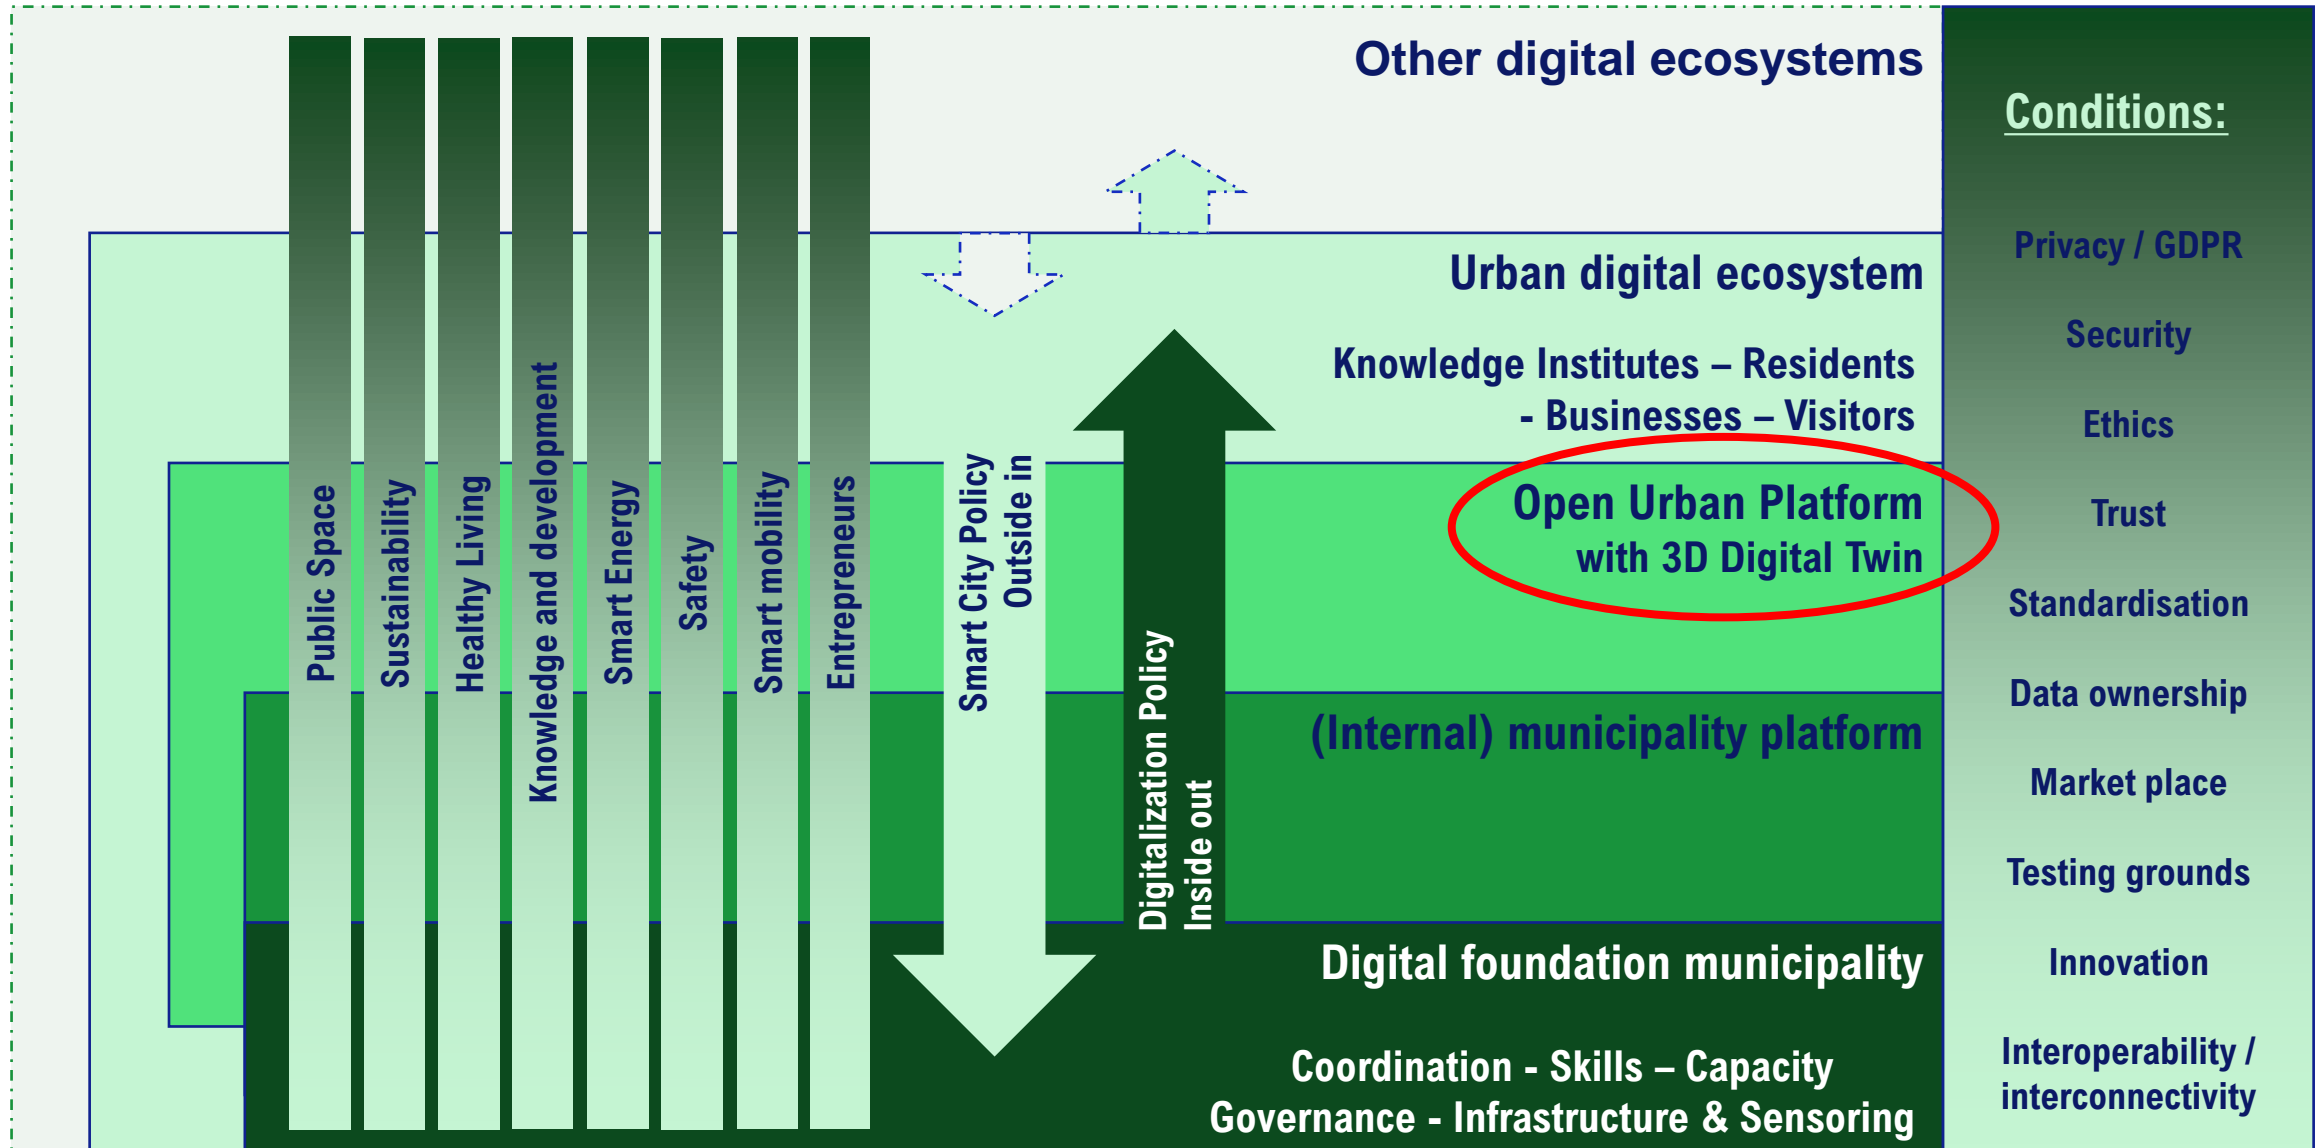 Other digital ecosystems
Urban digital ecosystem
Knowledge Institutes – Residents
- Businesses – Visitors
Open Urban Platform
with 3D Digital Twin
(Internal) municipality platform
Digital foundation municipality
Coordination - Skills – Capacity
Governance - Infrastructure & Sensoring
Public Space
Sustainability
Healthy Living
Knowledge and development
Smart Energy
Safety
Smart mobility
Entrepreneurs
Smart City Policy
Outside in
Digitalization Policy
Inside out
Conditions:
Privacy / GDPR
Security
Ethics
Trust
Standardisation
Data ownership
Market place
Testing grounds
Innovation
Interoperability /
interconnectivity